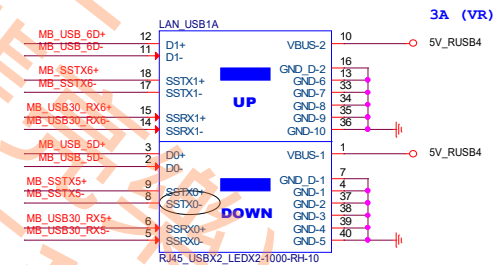 3A (VR)
LAN_USB1A
MB_USB_6D+ 12 D1+ VBUS-2 10 5V_RUSB4
MB_USB_6D- 11 D1-
GND_D-2 16
MB_SSTX6+ 18 SSTX1+ GND-6 13
MB_SSTX6- 17 SSTX1- GND-7 33
UP GND-8 34
MB_USB30_RX6+ 15 SSRX1+ GND-9 35
MB_USB30_RX6- 14 SSRX1- GND-10 36
MB_USB_5D+ 3 D0+ VBUS-1 1 5V_RUSB4
MB_USB_5D- 2 D0-
GND_D-1 7
MB_SSTX5+ 9 SSTX0+ GND-1 4
MB_SSTX5- 8 SSTX0- GND-2 37
DOWN GND-3 38
MB_USB30_RX5+ 6 SSRX0+ GND-4 39
MB_USB30_RX5- 5 SSRX0- GND-5 40
RJ45_USBX2_LEDX2-1000-RH-10